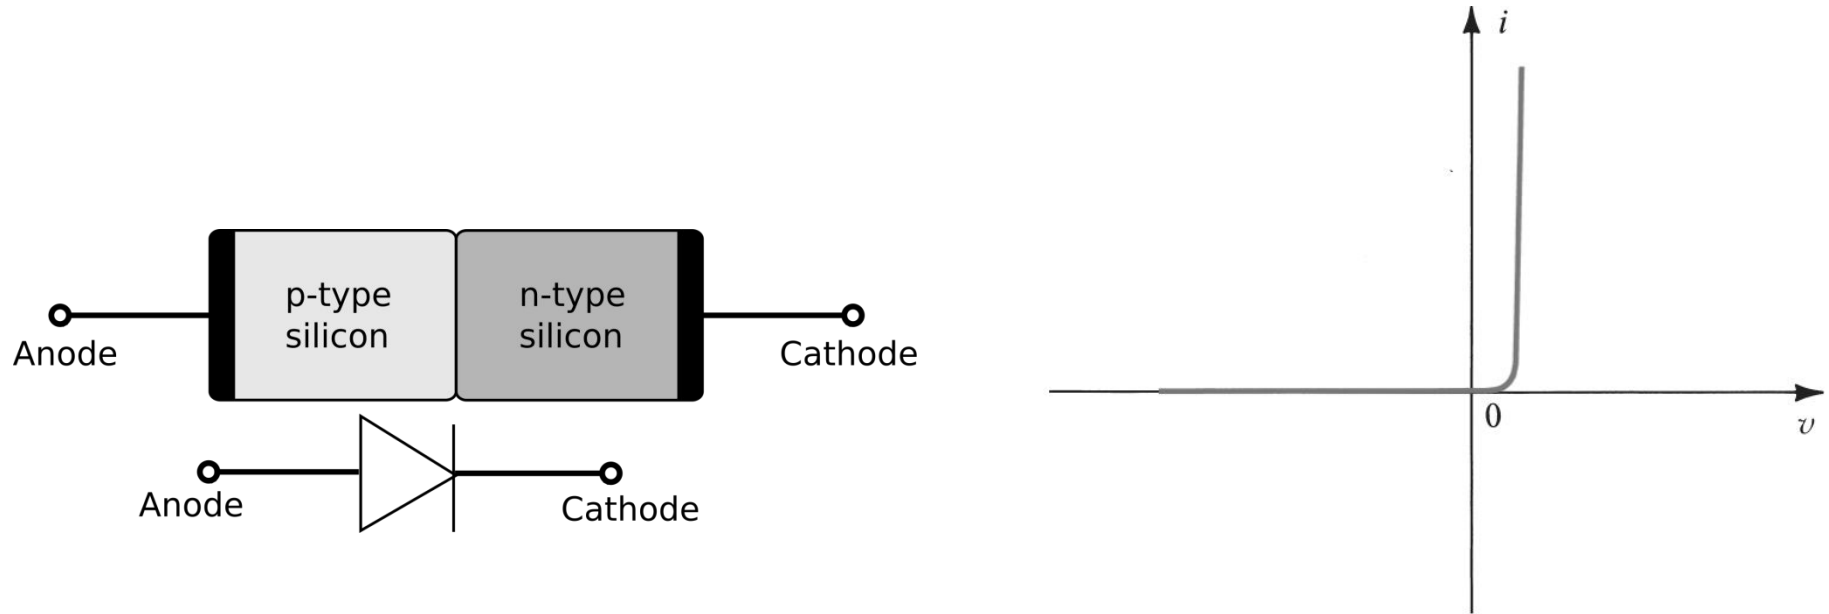 p-type
silicon
n-type
silicon
Anode
Cathode
Anode
Cathode
i
0
v